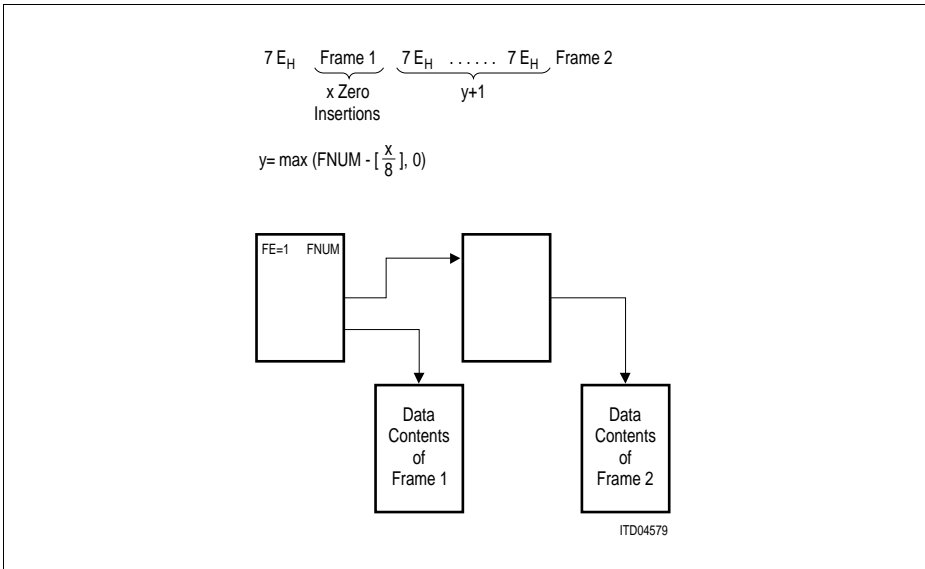 7 E_H Frame 1 7 E_H . . . . . . 7 E_H Frame 2
x Zero y+1
Insertions
y= max (FNUM - [ x/8 ], 0)
FE=1 FNUM
Data
Contents
of
Frame 1
Data
Contents
of
Frame 2
ITD04579